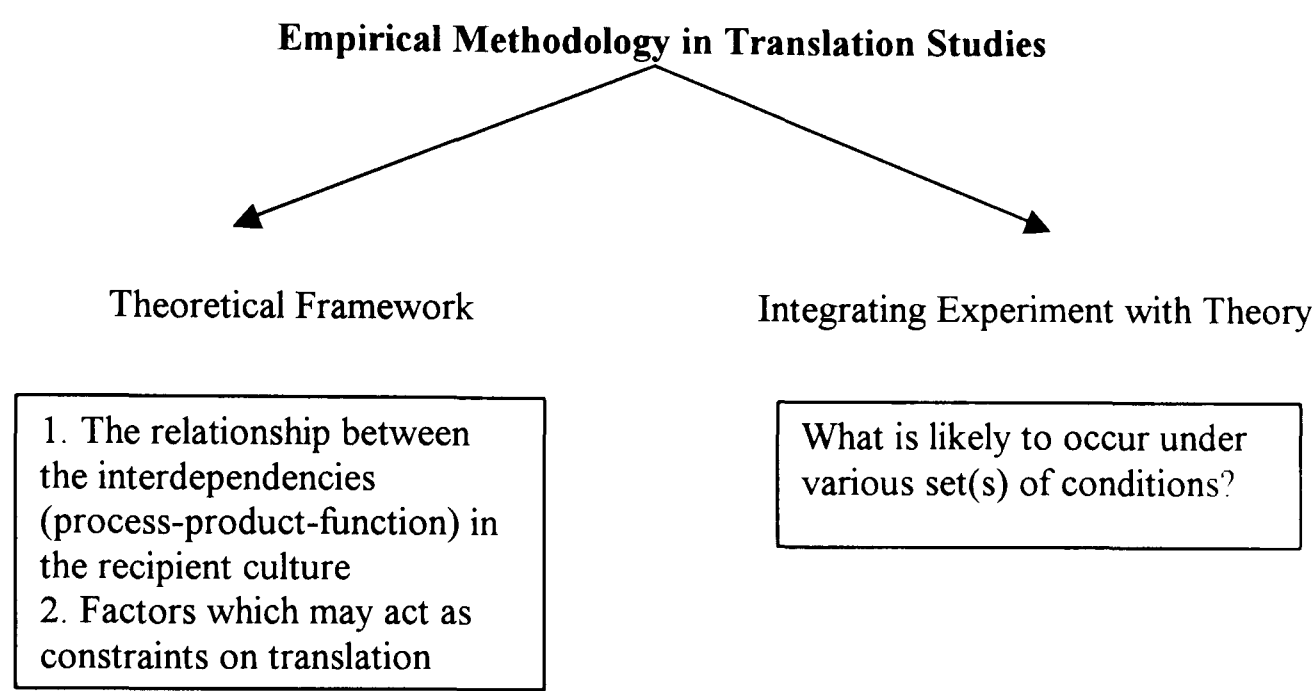 Empirical Methodology in Translation Studies
Theoretical Framework
Integrating Experiment with Theory
1. The relationship between
the interdependencies
(process-product-function) in
the recipient culture
2. Factors which may act as
constraints on translation
What is likely to occur under
various set(s) of conditions?